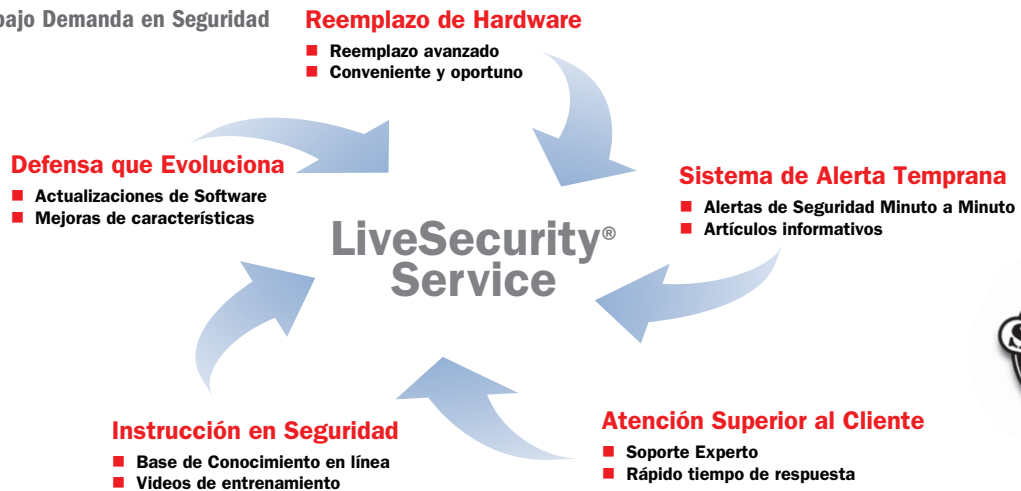 bajo Demanda en Seguridad
Reemplazo de Hardware
Reemplazo avanzado
Conveniente y oportuno
Defensa que Evoluciona
Actualizaciones de Software
Mejoras de característifcas
Sistema de Alerta Temprana
Alertas de Seguridad Minuto a Minuto
Artículos informativos
LiveSecurity®
Service
Instrucción en Seguridad
Base de Conocimiento en línea
Videos de entrenamiento
Atención Superior al Cliente
Soporte Experto
Rápido tiempo de respuesta